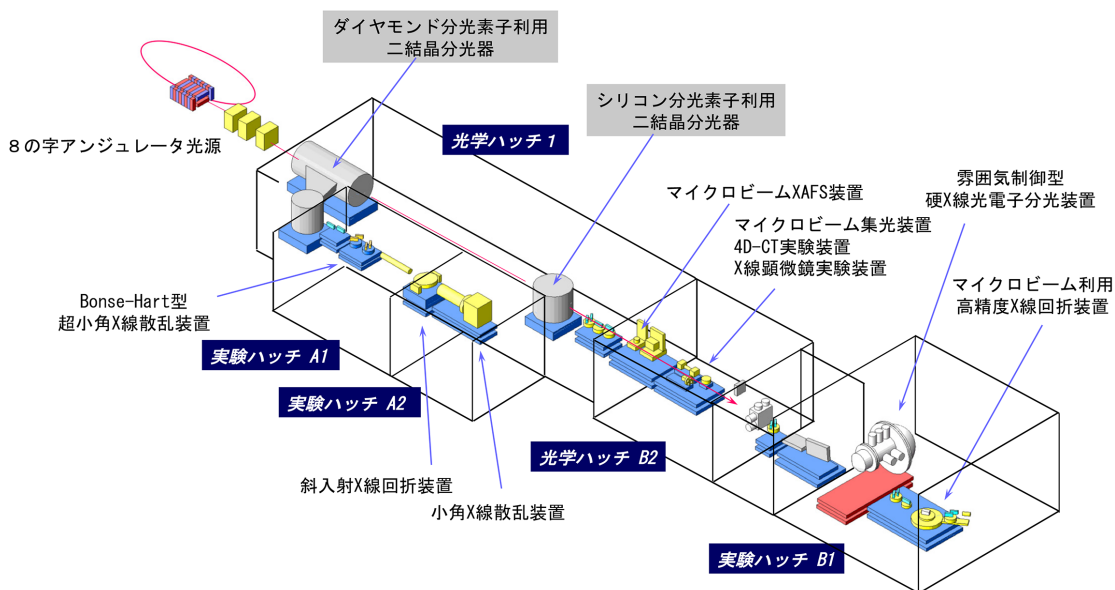 ダイヤモンド分光素子利用
二結晶分光器
シリコン分光素子利用
二結晶分光器
光学ハッチ1
8の字アンジュレータ光源
マイクロビームXAFS装置
雰囲気制御型
硬X線光電子分光装置
マイクロビーム集光装置
4D-CT実験装置
X線顕微鏡実験装置
マイクロビーム利用
高精度X線回折装置
Bonse-Hart型
超小角X線散乱装置
実験ハッチ A1
実験ハッチ A2
光学ハッチ B2
斜入射X線回折装置
小角X線散乱装置
実験ハッチ B1